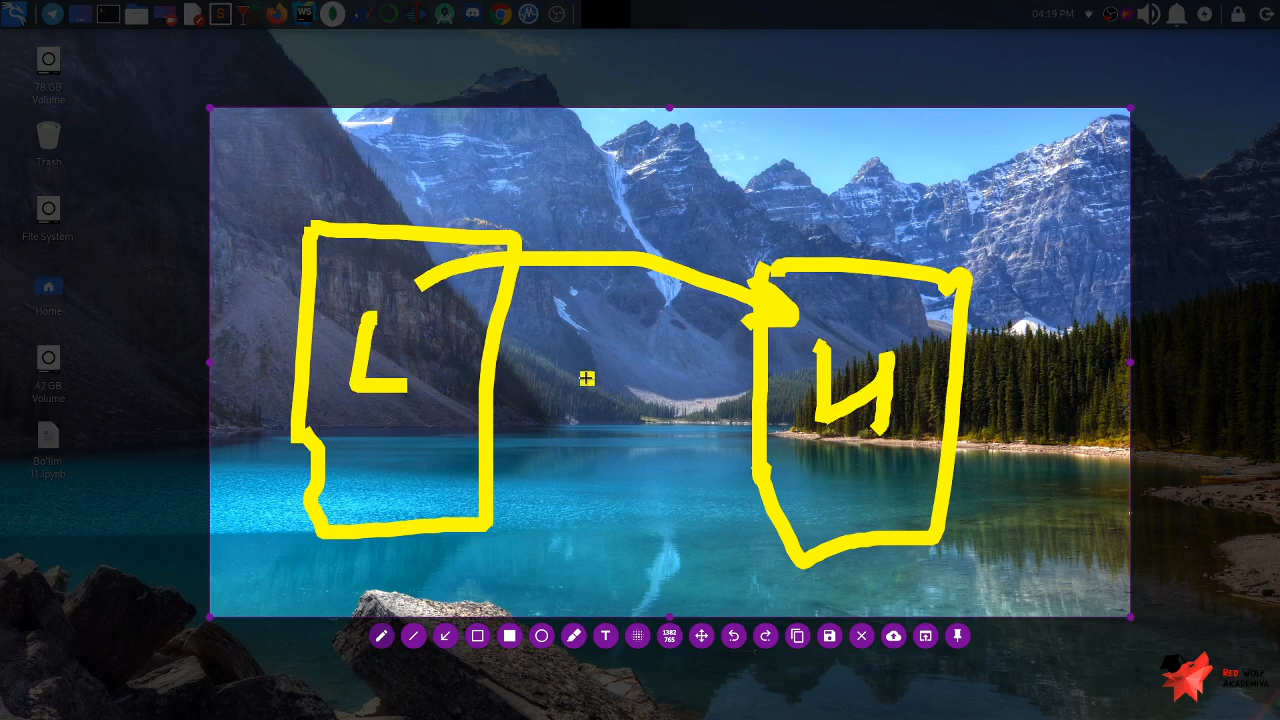 04:19 PM
78 GB
Volume
Trash
File System
Home
42 GB
Volume
Bo'lim
11.ipynb
WS
S
L
U
T
1382
765
RED WOLF
AKADEMIYA